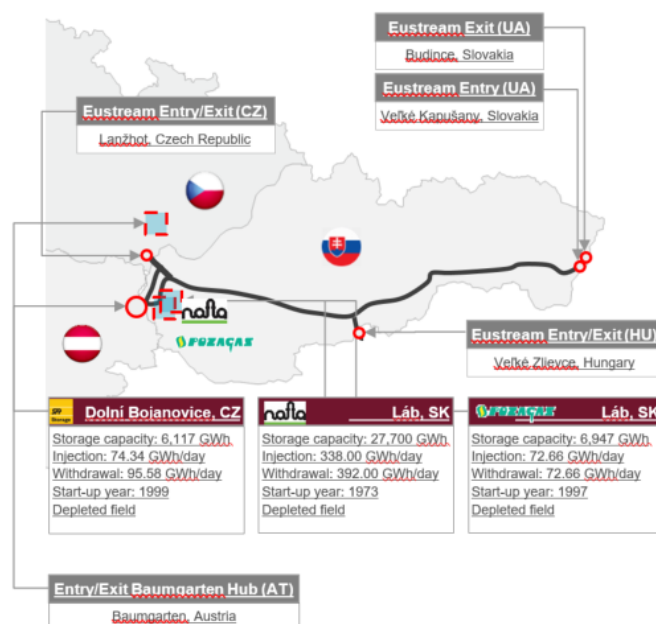 Eustream Exit (UA)
Budince, Slovakia
Eustream Entry (UA)
Veľké Kapušany, Slovakia
Eustream Entry/Exit (CZ)
Lanžhot, Czech Republic
nafta
POZAGAS
Eustream Entry/Exit (HU)
Veľké Zlievce, Hungary
SPP Storage
Dolní Bojanovice, CZ
Storage capacity: 6,117 GWh
Injection: 74.34 GWh/day
Withdrawal: 95.58 GWh/day
Start-up year: 1999
Depleted field
nafta Láb, SK
Storage capacity: 27,700 GWh
Injection: 338.00 GWh/day
Withdrawal: 392.00 GWh/day
Start-up year: 1973
Depleted field
POZAGAS Láb, SK
Storage capacity: 6,947 GWh
Injection: 72.66 GWh/day
Withdrawal: 72.66 GWh/day
Start-up year: 1997
Depleted field
Entry/Exit Baumgarten Hub (AT)
Baumgarten, Austria